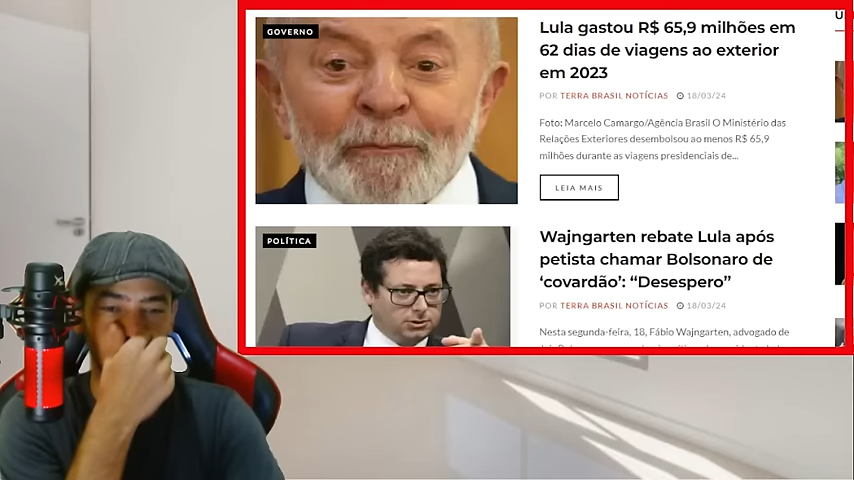 GOVERNO
Lula gastou R$ 65,9 milhões em
62 dias de viagens ao exterior
em 2023
POR TERRA BRASIL NOTÍCIAS 18/03/24
Foto: Marcelo Camargo/Agência Brasil O Ministério das
Relações Exteriores desembolsou ao menos R$ 65,9
milhões durante as viagens presidenciais de...
LEIA MAIS
POLÍTICA
Wajngarten rebate Lula após
petista chamar Bolsonaro de
‘covardão’: “Desespero”
POR TERRA BRASIL NOTÍCIAS 18/03/24
Nesta segunda-feira, 18, Fábio Wajngarten, advogado de